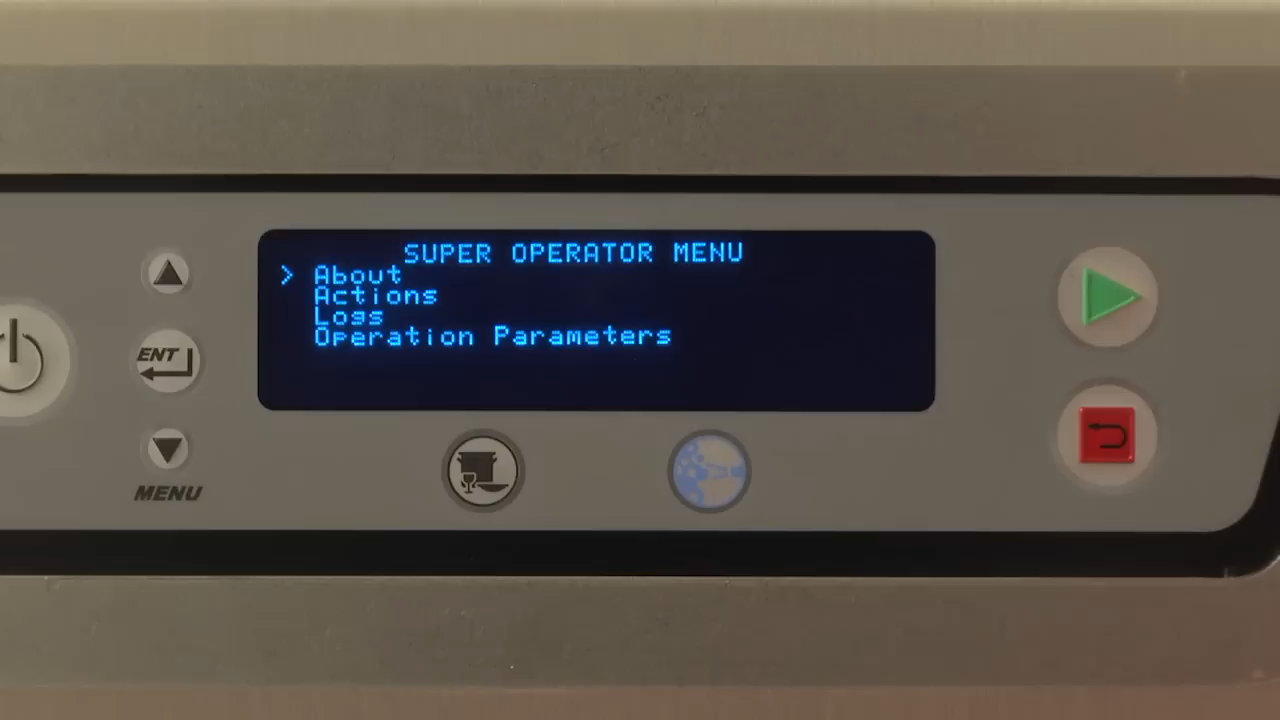 SUPER OPERATOR MENU
> About
Actions
Logs
Operation Parameters
ENT
MENU